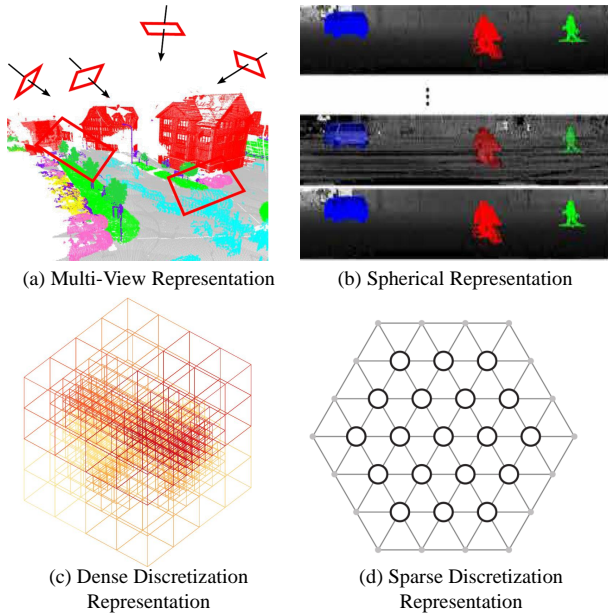 (a) Multi-View Representation
(b) Spherical Representation
(c) Dense Discretization
Representation
(d) Sparse Discretization
Representation